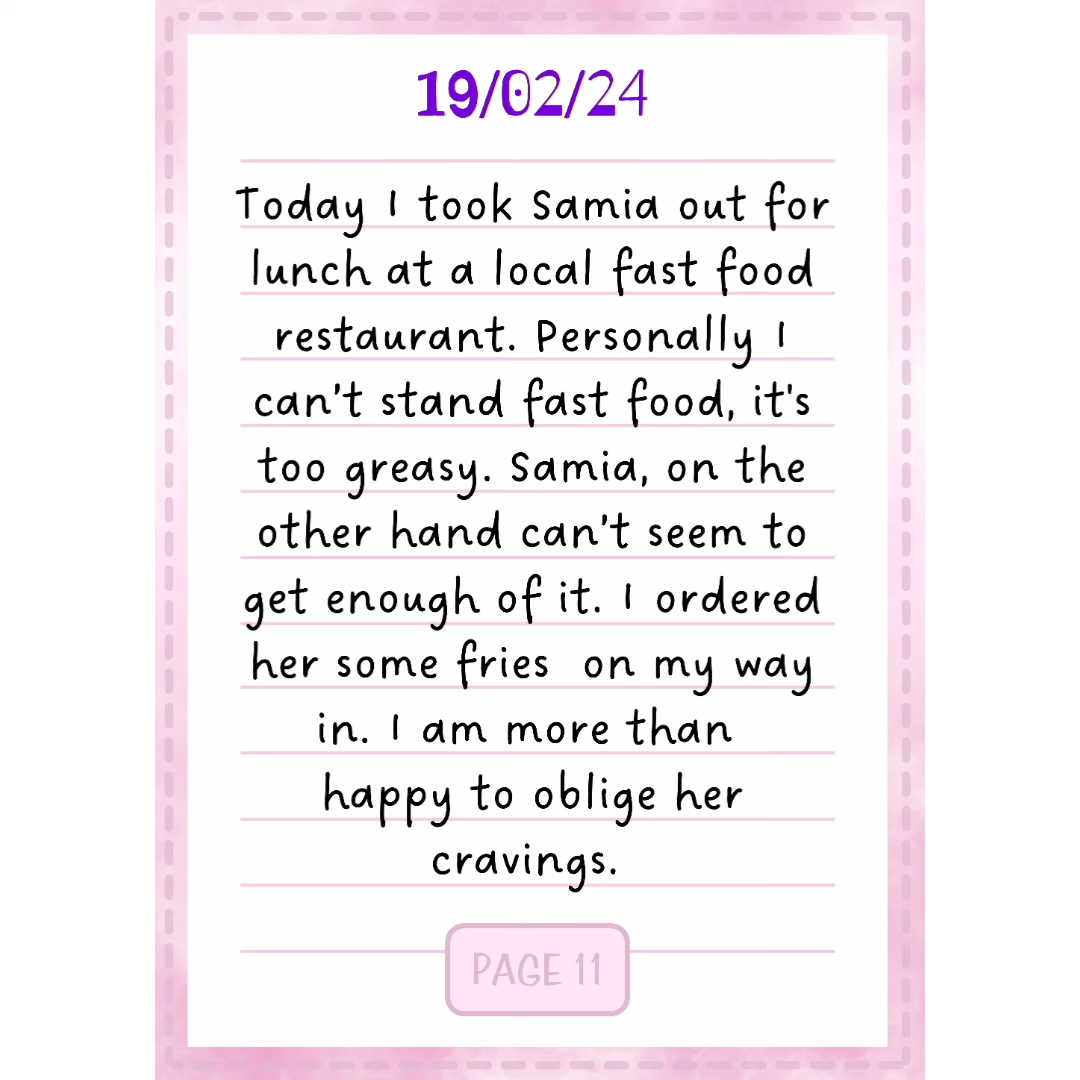 19/02/24
Today I took Samia out for
lunch at a local fast food
restaurant. Personally I
can't stand fast food, it's
too greasy. Samia, on the
other hand can't seem to
get enough of it. I ordered
her some fries  on my way
in. I am more than
happy to oblige her
cravings.
PAGE 11